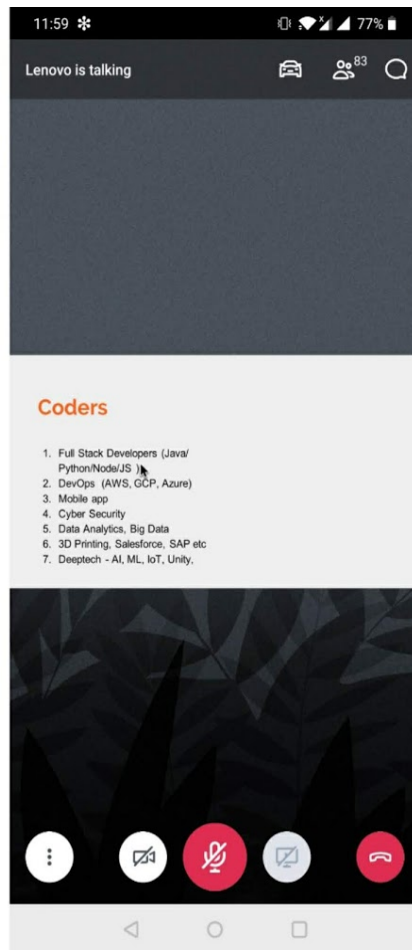 11:59
77%
Lenovo is talking
83
Coders
1. Full Stack Developers (Java/
Python/Node/JS )
2. DevOps (AWS, GCP, Azure)
3. Mobile app
4. Cyber Security
5. Data Analytics, Big Data
6. 3D Printing, Salesforce, SAP etc
7. Deeptech - AI, ML, IoT, Unity,